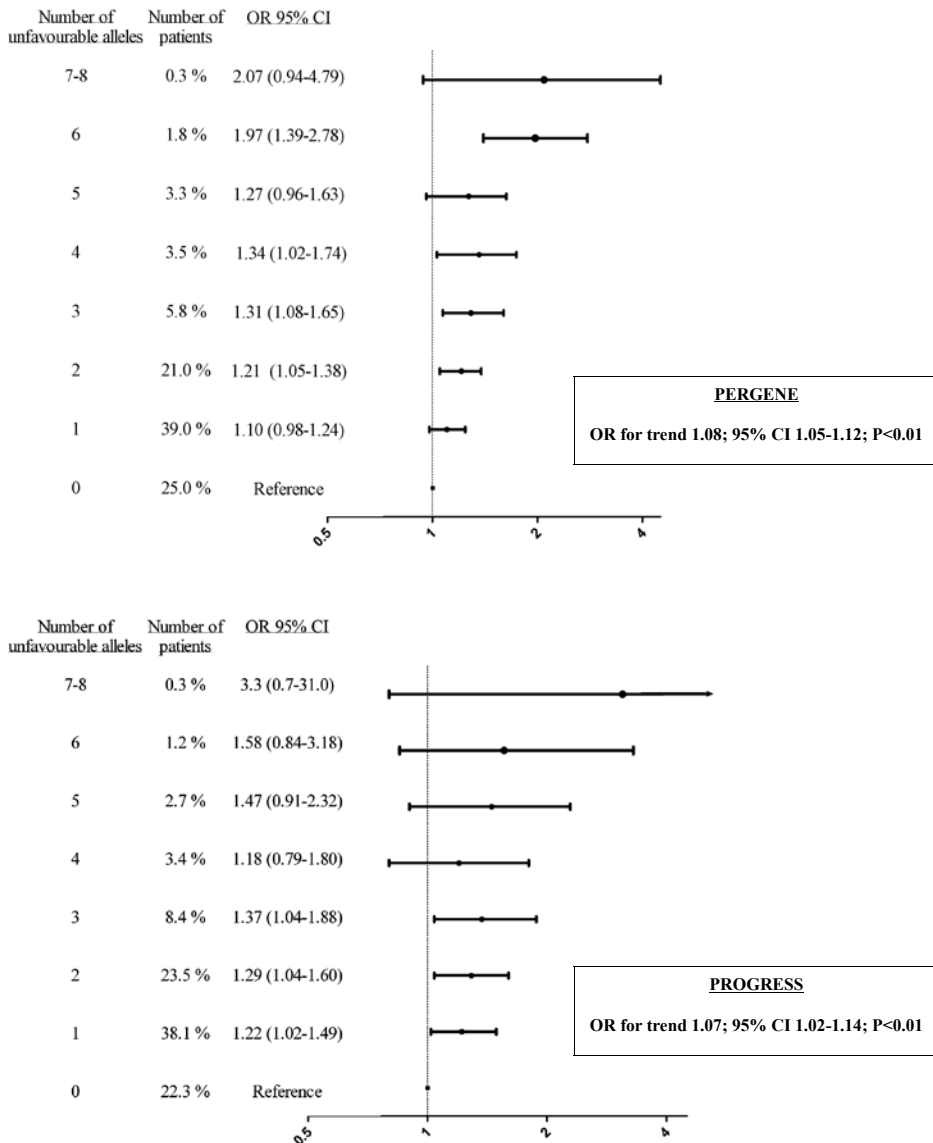 Number of unfavourable alleles Number of patients OR 95% CI
7-8 0.3 % 2.07 (0.94-4.79)
6 1.8 % 1.97 (1.39-2.78)
5 3.3 % 1.27 (0.96-1.63)
4 3.5 % 1.34 (1.02-1.74)
3 5.8 % 1.31 (1.08-1.65)
2 21.0 % 1.21 (1.05-1.38)
1 39.0 % 1.10 (0.98-1.24)
0 25.0 % Reference
PERGENE
OR for trend 1.08; 95% CI 1.05-1.12; P<0.01
0.5 1 2 4
Number of unfavourable alleles Number of patients OR 95% CI
7-8 0.3 % 3.3 (0.7-31.0)
6 1.2 % 1.58 (0.84-3.18)
5 2.7 % 1.47 (0.91-2.32)
4 3.4 % 1.18 (0.79-1.80)
3 8.4 % 1.37 (1.04-1.88)
2 23.5 % 1.29 (1.04-1.60)
1 38.1 % 1.22 (1.02-1.49)
0 22.3 % Reference
PROGRESS
OR for trend 1.07; 95% CI 1.02-1.14; P<0.01
0.5 1 2 4